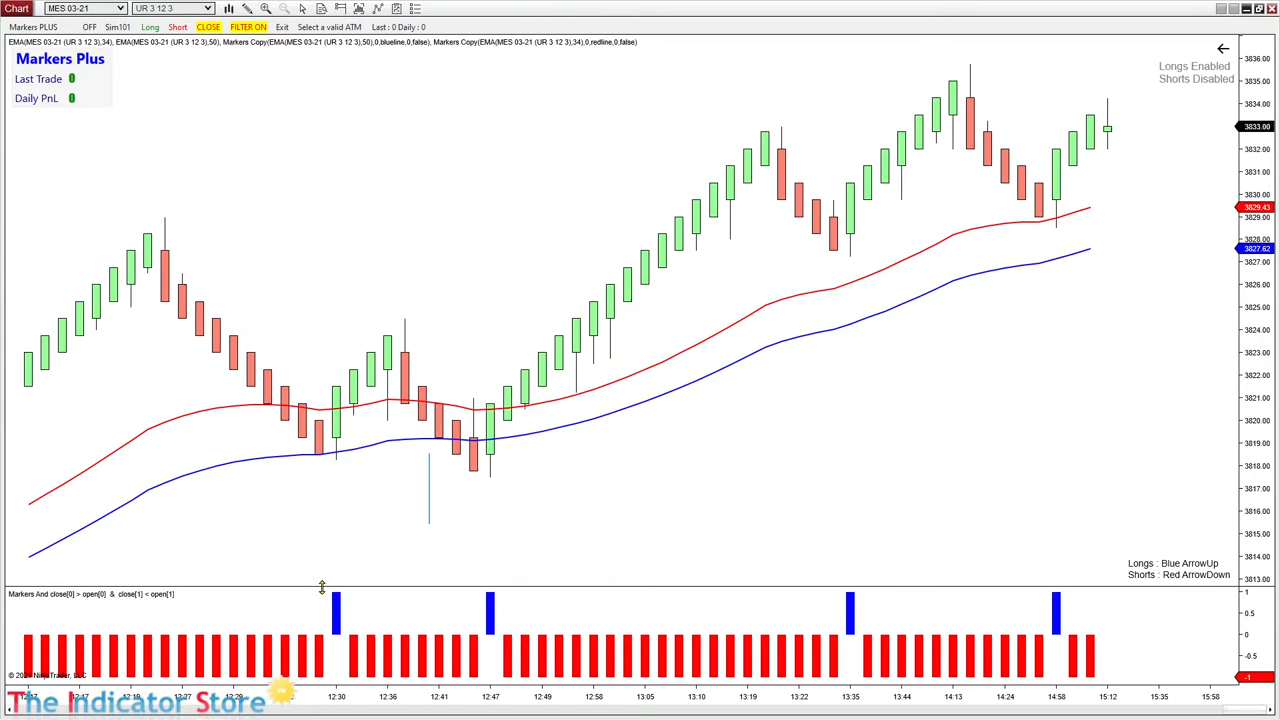 Chart MES 03-21 UR 3 12 3
Markers PLUS OFF Sim101 Long Short CLOSE FILTER ON Exit Select a valid ATM Last : 0 Daily : 0
EMA(MES 03-21 (UR 3 12 3),34), EMA(MES 03-21 (UR 3 12 3),50), Markers Copy(EMA(MES 03-21 (UR 3 12 3),50),0,blueline,0,false), Markers Copy(EMA(MES 03-21 (UR 3 12 3),34),0,redline,0,false)
Markers Plus
Last Trade 0
Daily PnL 0
Longs Enabled
Shorts Disabled
3836.00
3835.00
3834.00
3833.00
3832.00
3831.00
3830.00
3829.43
3829.00
3828.00
3827.62
3827.00
3826.00
3825.00
3824.00
3823.00
3822.00
3821.00
3820.00
3819.00
3818.00
3817.00
3816.00
3815.00
3814.00
3813.00
Longs : Blue ArrowUp
Shorts : Red ArrowDown
Markers And close[0] > open[0] & close[1] < open[1]
1
0.5
0
-0.5
-1
NinjaTrader, LLC
12:27 12:30 12:36 12:41 12:47 12:49 12:59 13:05 13:10 13:22 13:35 14:02 14:13 14:24 14:58 15:12 15:35 15:58
The Indicator Store